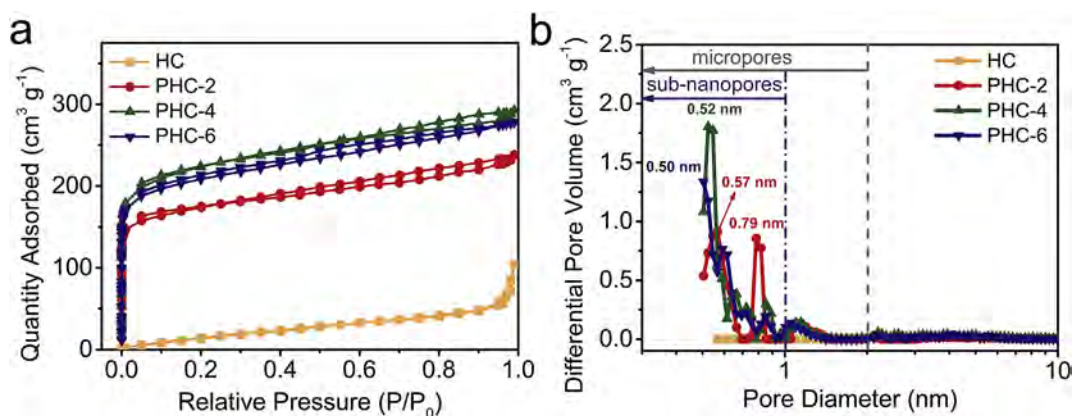 a
HC
PHC-2
PHC-4
PHC-6
300
200
100
0
0.0 0.2 0.4 0.6 0.8 1.0
Quantity Adsorbed (cm³ g⁻¹)
Relative Pressure (P/P₀)
b
2.5
2.0
1.5
1.0
0.5
0.0
micropores
sub-nanopores
0.52 nm
0.50 nm
0.57 nm
0.79 nm
HC
PHC-2
PHC-4
PHC-6
1 10
Differential Pore Volume (cm³ g⁻¹)
Pore Diameter (nm)